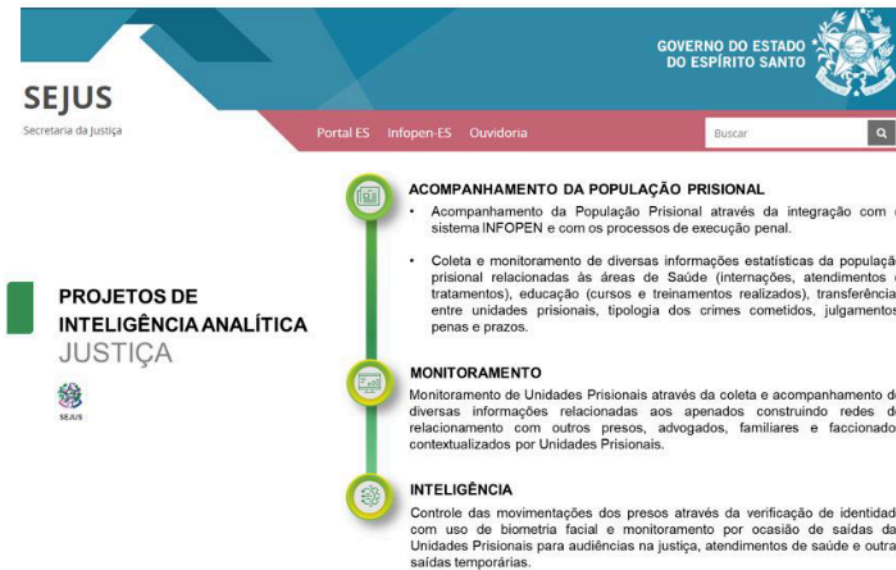 GOVERNO DO ESTADO
DO ESPÍRITO SANTO
SEJUS
Secretaria da Justiça
Portal ES Infopen-ES Ouvidoria
Buscar
PROJETOS DE
INTELIGÊNCIA ANALÍTICA
JUSTIÇA
SEJUS
ACOMPANHAMENTO DA POPULAÇÃO PRISIONAL
• Acompanhamento da População Prisional através da integração com
sistema INFOPEN e com os processos de execução penal.
• Coleta e monitoramento de diversas informações estatísticas da população
prisional relacionadas às áreas de Saúde (internações, atendimentos
tratamentos), educação (cursos e treinamentos realizados), transferência
entre unidades prisionais, tipologia dos crimes cometidos, julgamentos
penas e prazos.
MONITORAMENTO
Monitoramento de Unidades Prisionais através da coleta e acompanhamento de
diversas informações relacionadas aos apenados construindo redes de
relacionamento com outros presos, advogados, familiares e faccionado
contextualizados por Unidades Prisionais.
INTELIGÊNCIA
Controle das movimentações dos presos através da verificação de identidad
com uso de biometria facial e monitoramento por ocasião de saídas da
Unidades Prisionais para audiências na justiça, atendimentos de saúde e outra
saídas temporárias.